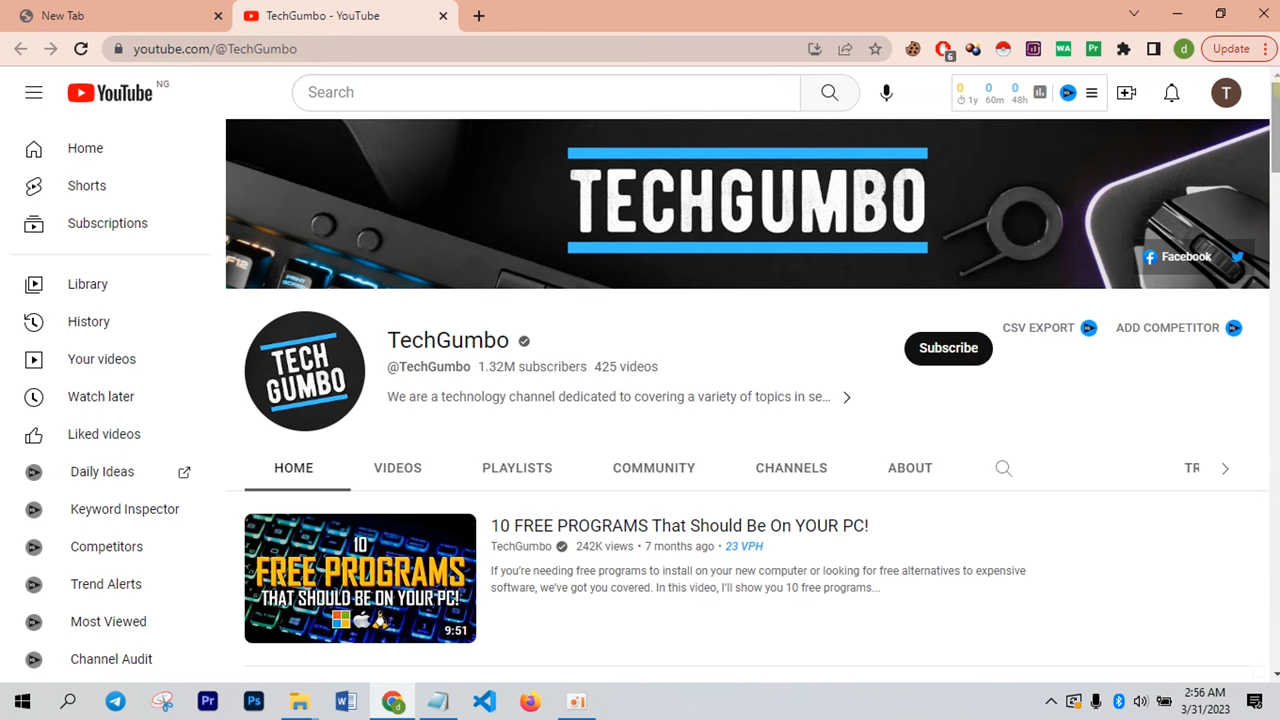 New Tab
TechGumbo - YouTube
youtube.com/@TechGumbo
6
WA
Pr
d
Update
YouTube NG
Search
0 0 0
1y 60m 48h
T
Home
Shorts
Subscriptions
Library
History
Your videos
Watch later
Liked videos
Daily Ideas
Keyword Inspector
Competitors
Trend Alerts
Most Viewed
Channel Audit
TECHGUMBO
Facebook
TECH
GUMBO
TechGumbo
@TechGumbo 1.32M subscribers 425 videos
We are a technology channel dedicated to covering a variety of topics in se...
Subscribe
CSV EXPORT
ADD COMPETITOR
HOME VIDEOS PLAYLISTS COMMUNITY CHANNELS ABOUT TR
10
FREE PROGRAMS
THAT SHOULD BE ON YOUR PC!
9:51
10 FREE PROGRAMS That Should Be On YOUR PC!
TechGumbo 242K views • 7 months ago • 23 VPH
If you're needing free programs to install on your new computer or looking for free alternatives to expensive
software, we've got you covered. In this video, I'll show you 10 free programs...
Pr
Ps
2:56 AM
3/31/2023